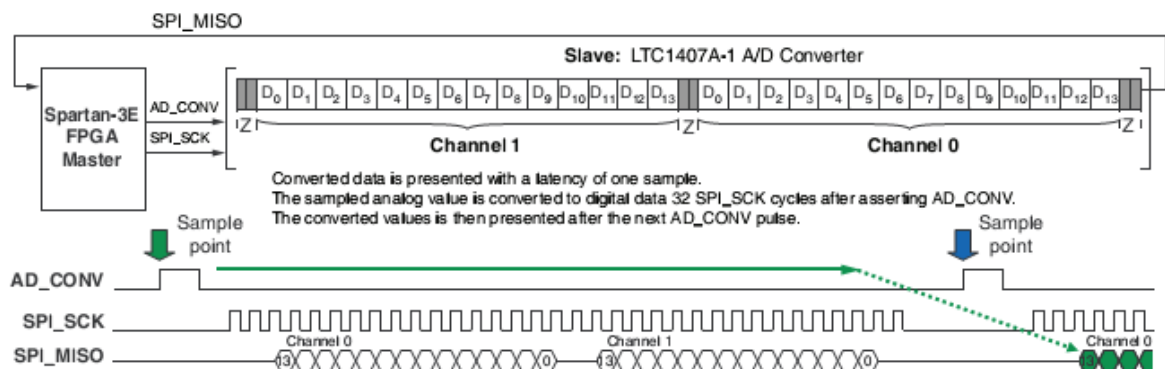 SPI_MISO
Slave: LTC1407A-1 A/D Converter
Spartan-3E
FPGA
Master
AD_CONV
SPI_SCK
D0 D1 D2 D3 D4 D5 D6 D7 D8 D9 D10 D11 D12 D13 D0 D1 D2 D3 D4 D5 D6 D7 D8 D9 D10 D11 D12 D13
Z Z Z
Channel 1 Channel 0
Converted data is presented with a latency of one sample.
The sampled analog value is converted to digital data 32 SPI_SCK cycles after asserting AD_CONV.
The converted values is then presented after the next AD_CONV pulse.
Sample
point
Sample
point
AD_CONV
SPI_SCK
Channel 0 Channel 1 Channel 0
SPI_MISO 13 0 13 0 13